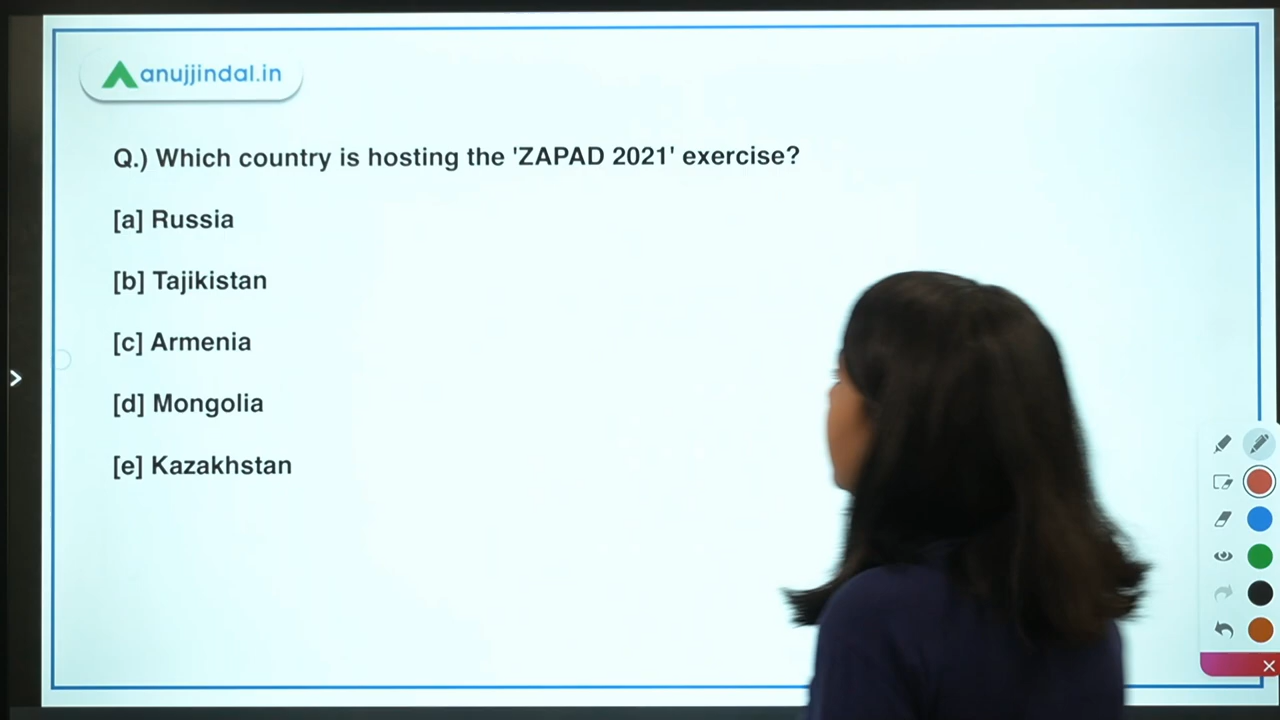 anujjindal.in
Q.) Which country is hosting the 'ZAPAD 2021' exercise?
[a] Russia
[b] Tajikistan
[c] Armenia
[d] Mongolia
[e] Kazakhstan